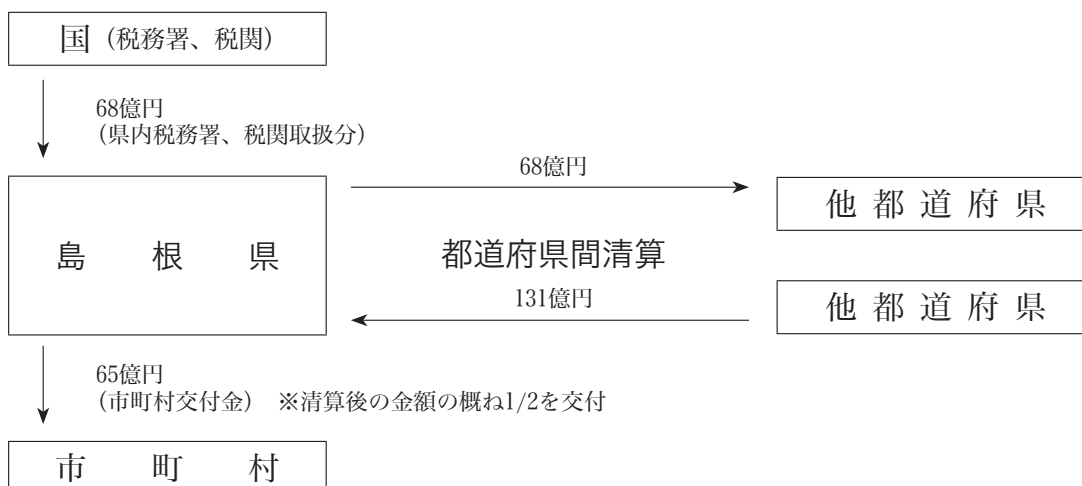 国（税務署、税関）
68億円
（県内税務署、税関取扱分）
68億円
他都道府県
島根県
都道府県間清算
131億円
他都道府県
65億円
（市町村交付金）　※清算後の金額の概ね1/2を交付
市町村